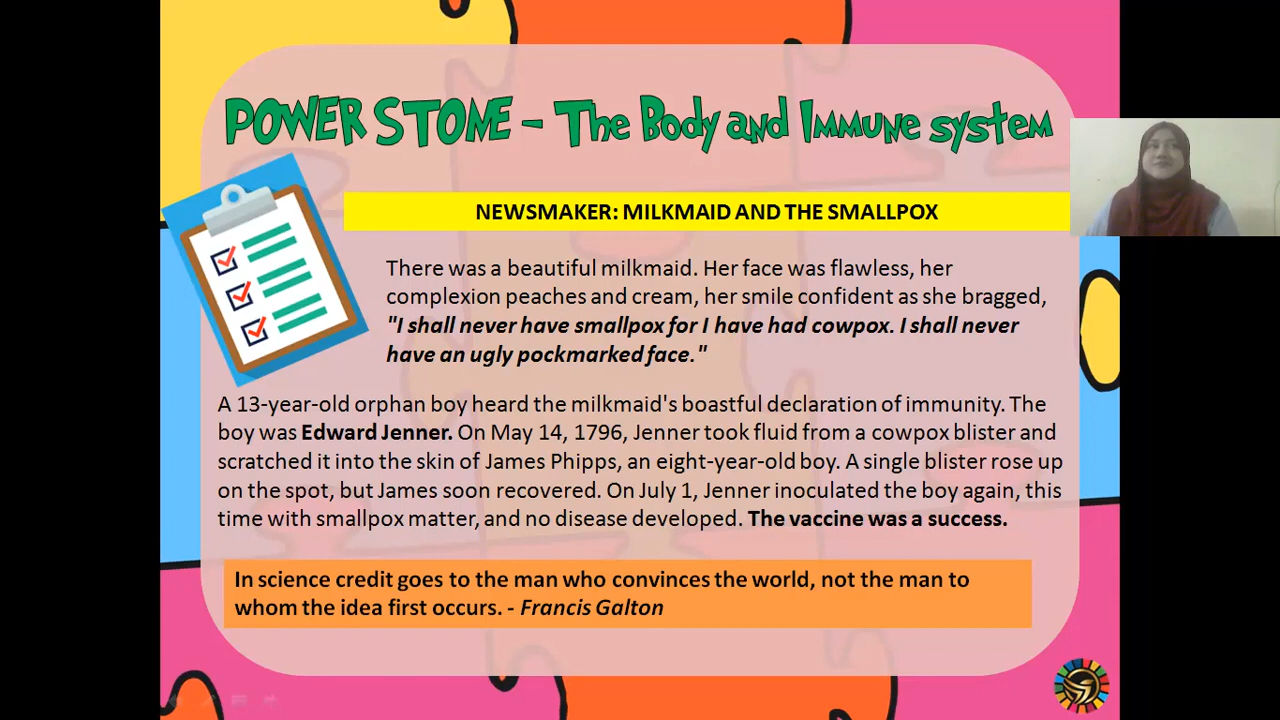 POWER STONE - The Body and Immune system
NEWSMAKER: MILKMAID AND THE SMALLPOX
There was a beautiful milkmaid. Her face was flawless, her
complexion peaches and cream, her smile confident as she bragged,
"I shall never have smallpox for I have had cowpox. I shall never
have an ugly pockmarked face."
A 13-year-old orphan boy heard the milkmaid's boastful declaration of immunity. The
boy was Edward Jenner. On May 14, 1796, Jenner took fluid from a cowpox blister and
scratched it into the skin of James Phipps, an eight-year-old boy. A single blister rose up
on the spot, but James soon recovered. On July 1, Jenner inoculated the boy again, this
time with smallpox matter, and no disease developed. The vaccine was a success.
In science credit goes to the man who convinces the world, not the man to
whom the idea first occurs. - Francis Galton